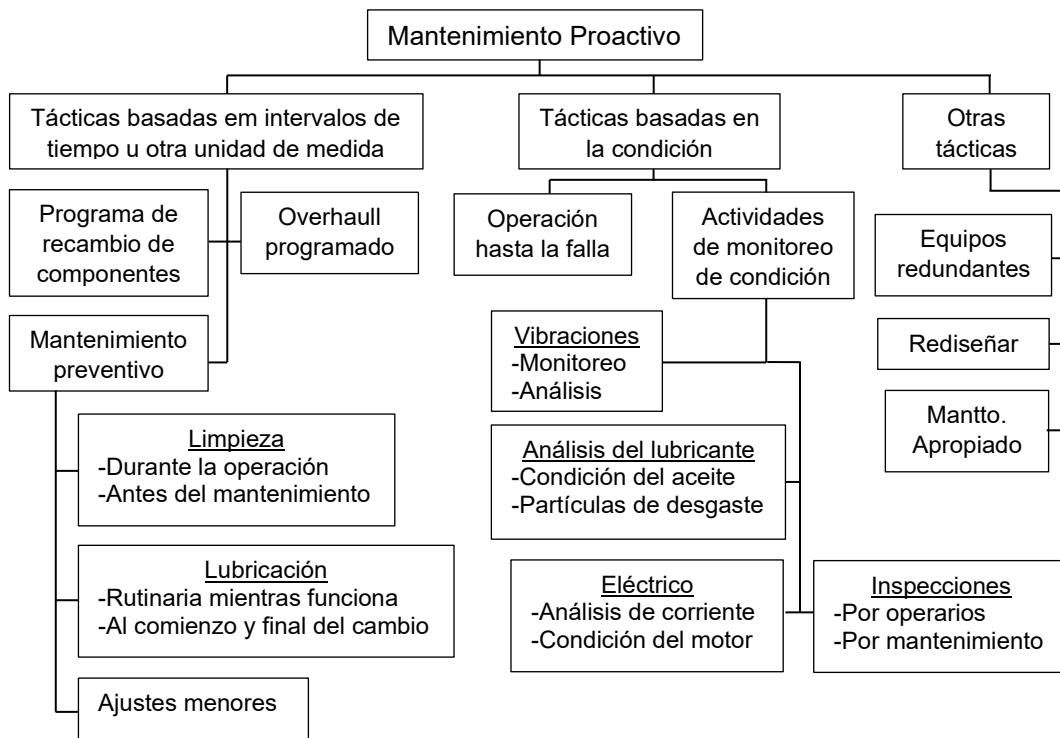 Mantenimiento Proactivo
Tácticas basadas em intervalos de
tiempo u otra unidad de medida
Tácticas basadas en
la condición
Otras
tácticas
Programa de
recambio de
componentes
Overhaull
programado
Operación
hasta la falla
Actividades
de monitoreo
de condición
Equipos
redundantes
Mantenimiento
preventivo
Vibraciones
-Monitoreo
-Análisis
Rediseñar
Mantto.
Apropiado
Limpieza
-Durante la operación
-Antes del mantenimiento
Análisis del lubricante
-Condición del aceite
-Partículas de desgaste
Lubricación
-Rutinaria mientras funciona
-Al comienzo y final del cambio
Eléctrico
-Análisis de corriente
-Condición del motor
Inspecciones
-Por operarios
-Por mantenimiento
Ajustes menores